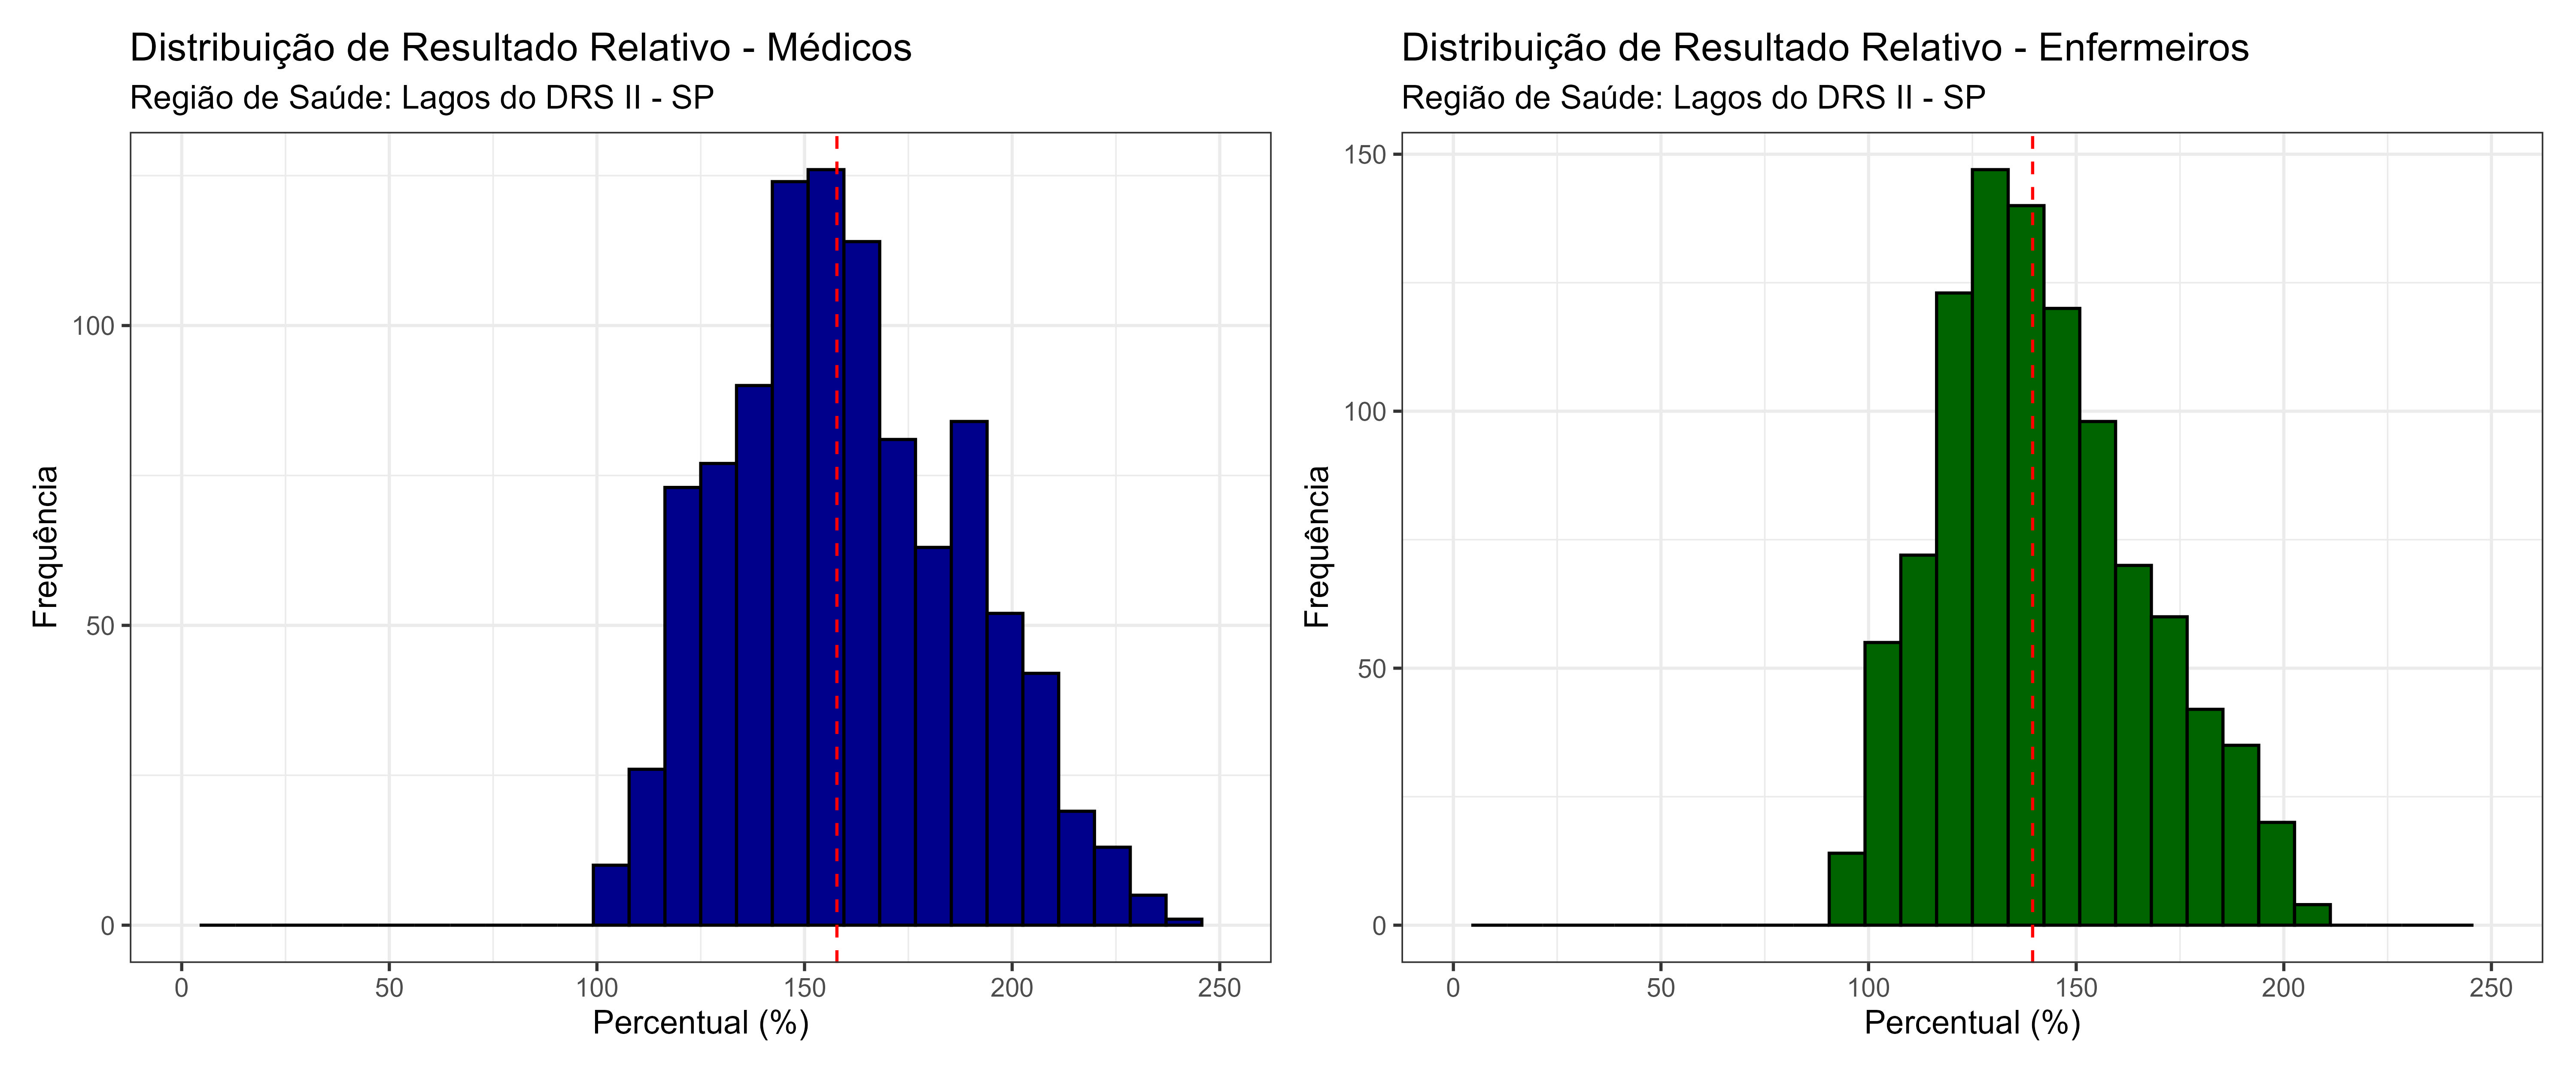 Distribuição de Resultado Relativo - Médicos
Região de Saúde: Lagos do DRS II - SP
Frequência
100
50
0
0 50 100 150 200 250
Percentual (%)
Distribuição de Resultado Relativo - Enfermeiros
Região de Saúde: Lagos do DRS II - SP
Frequência
150
100
50
0
0 50 100 150 200 250
Percentual (%)